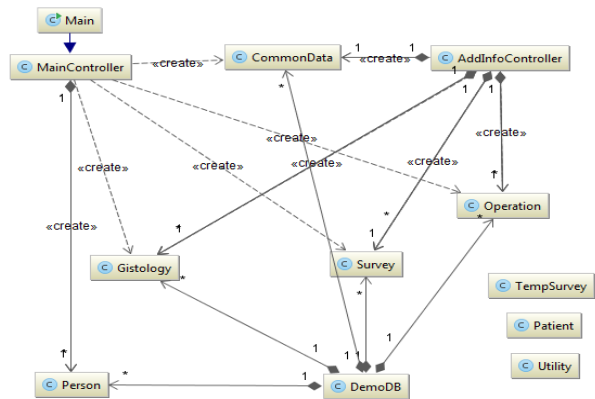 C Main
C MainController
«create»
C CommonData
1
«create»
1
C AddInfoController
1
1
1
1
*
«create»
«create»
«create»
«create»
«create»
«create»
«create»
C Operation
*
1
*
1
C Gistology
*
C Survey
*
C TempSurvey
C Patient
C Utility
1
1
1
1
C Person
*
1
C DemoDB